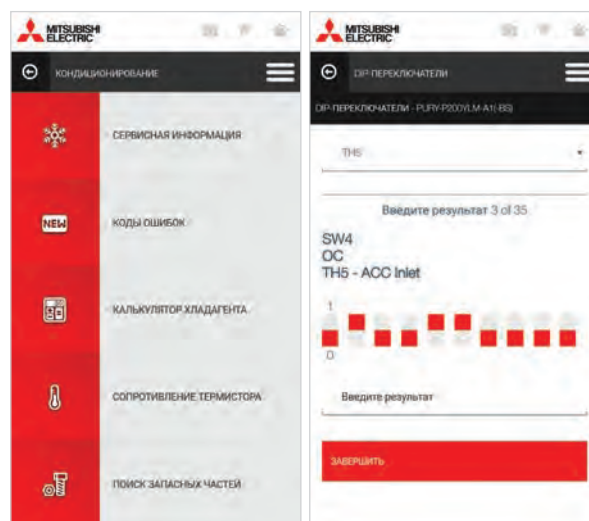 MITSUBISHI
ELECTRIC
КОНДИЦИОНИРОВАНИЕ
СЕРВИСНАЯ ИНФОРМАЦИЯ
NEW
КОДЫ ОШИБОК
КАЛЬКУЛЯТОР ХЛАДАГЕНТА
СОПРОТИВЛЕНИЕ ТЕРМИСТОРА
ПОИСК ЗАПАСНЫХ ЧАСТЕЙ
MITSUBISHI
ELECTRIC
DIP-ПЕРЕКЛЮЧАТЕЛИ
DIP-ПЕРЕКЛЮЧАТЕЛИ - PURY-P200YLM-A1(-BS)
TH5
Введите результат 3 of 35
SW4
OC
TH5 - ACC Inlet
1
0
Введите результат
ЗАВЕРШИТЬ